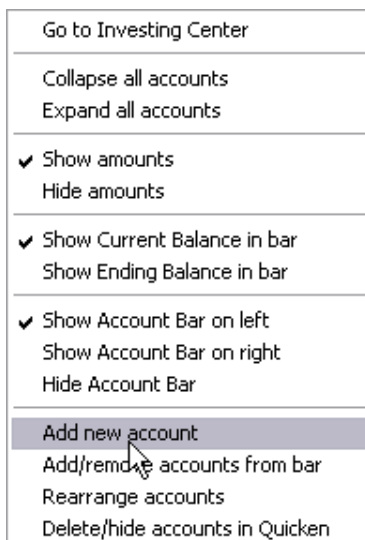 Go to Investing Center
Collapse all accounts
Expand all accounts
Show amounts
Hide amounts
Show Current Balance in bar
Show Ending Balance in bar
Show Account Bar on left
Show Account Bar on right
Hide Account Bar
Add new account
Add/remove accounts from bar
Rearrange accounts
Delete/hide accounts in Quicken